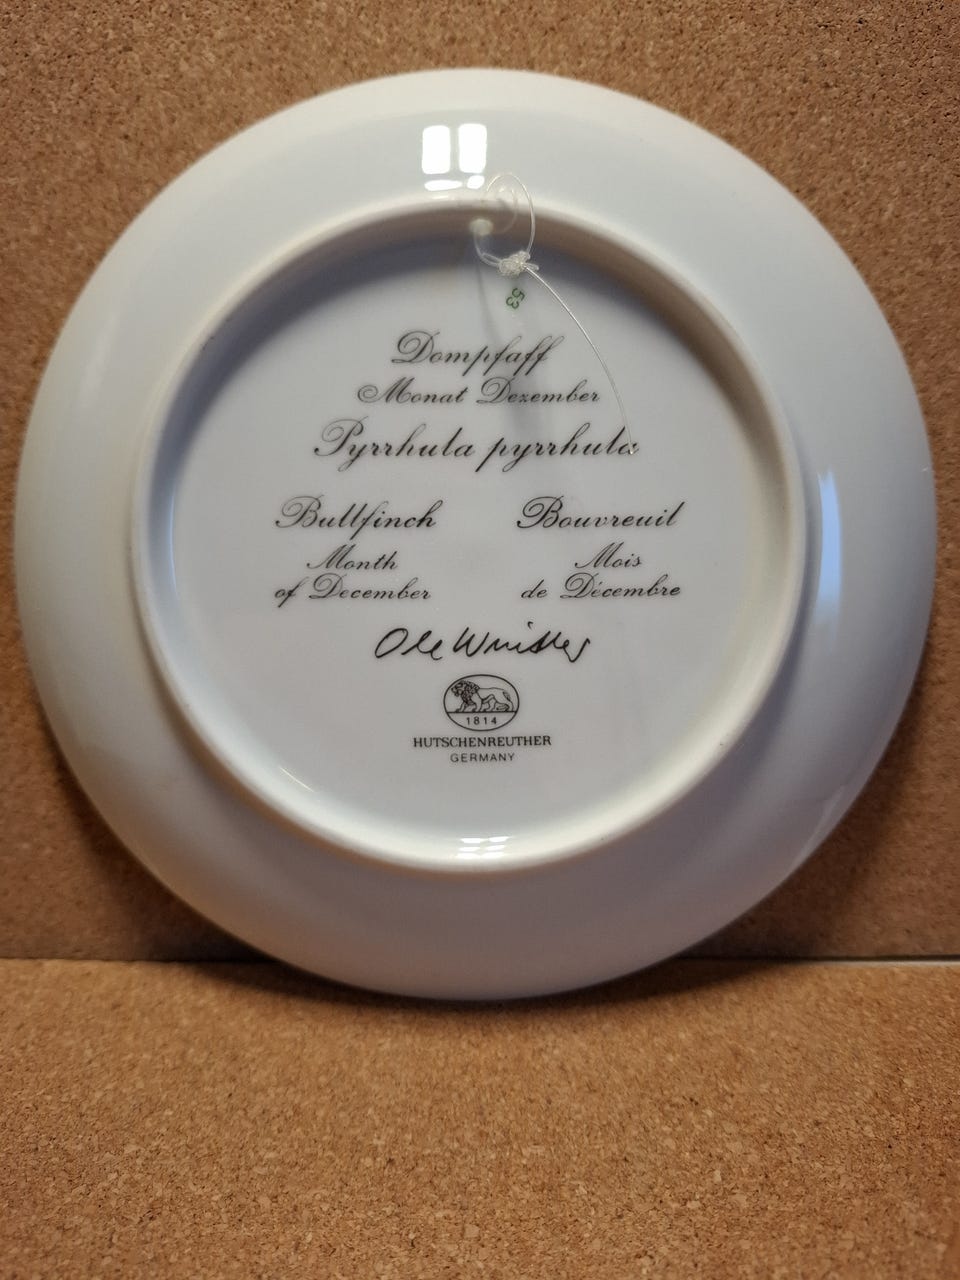 53
Dompfaff
Monat Dezember
Pyrrhula pyrrhula
Bullfinch
Month
of December
Bouvreuil
Mois
de Décembre
Ole Winther
1814
HUTSCHENREUTHER
GERMANY